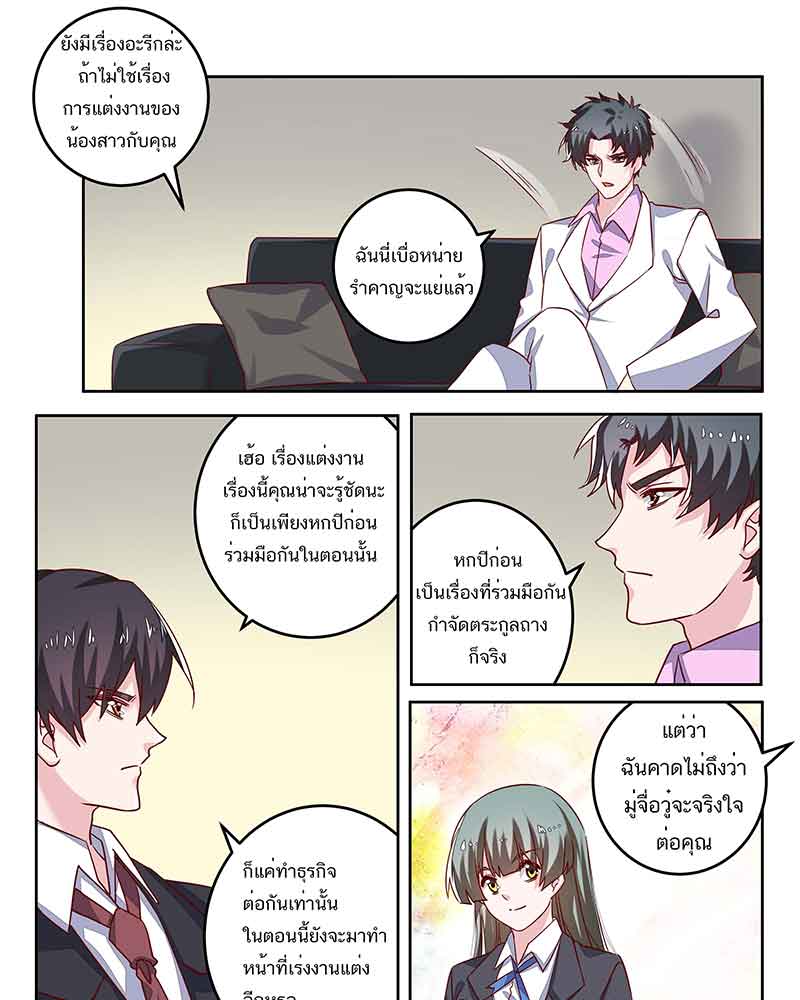 ยังมีเรื่องอะรีกล่ะ
ถ้าไม่ใช้เรื่อง
การแต่งงานของ
น้องสาวกับคุณ
ฉันนี่เบื่อหน่าย
รำคาญจะแย่แล้ว
เฮ้อ เรื่องแต่งงาน
เรื่องนี้คุณน่าจะรู้ชัดนะ
ก็เป็นเพียงหกปีก่อน
ร่วมมือกันในตอนนั้น
หกปีก่อน
เป็นเรื่องที่ร่วมมือกัน
กำจัดตระกูลถาง
ก็จริง
แต่ว่า
ฉันคาดไม่ถึงว่า
มู่จื่อวู๋จะจริงใจ
ต่อคุณ
ก็แค่ทำธุรกิจ
ต่อกันเท่านั้น
ในตอนนี้ยังจะมาทำ
หน้าที่เร่งงานแต่ง